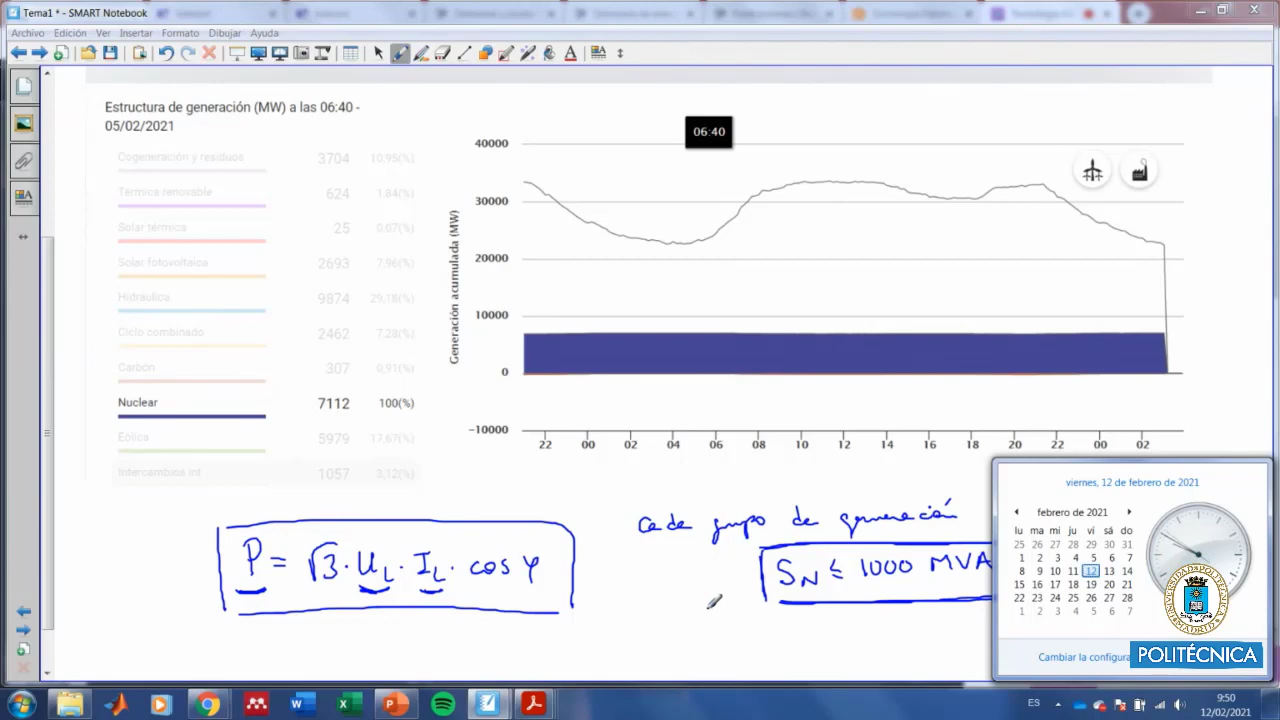 Tema1 * - SMART Notebook
Archivo Edición Ver Insertar Formato Dibujar Ayuda
Estructura de generación (MW) a las 06:40 -
05/02/2021
Cogeneración y residuos 3704 10,95(%)
Térmica renovable 624 1,84(%)
Solar térmica 25 0,07(%)
Solar fotovoltaica 2693 7,96(%)
Hidráulica 9874 29,18(%)
Ciclo combinado 2462 7,28(%)
Carbón 307 0,91(%)
Nuclear 7112 100(%)
Eólica 5979 17,67(%)
Intercambios int 1057 3,12(%)
06:40
Generación acumulada (MW)
40000
30000
20000
10000
0
−10000
22 00 02 04 06 08 10 12 14 16 18 20 22 00 02
cada grupo de generación
P = √3 · U_L · I_L · cos φ
S_N ≤ 1000 MVA
viernes, 12 de febrero de 2021
febrero de 2021
lu ma mi ju vi sá do
25 26 27 28 29 30 31
1 2 3 4 5 6 7
8 9 10 11 12 13 14
15 16 17 18 19 20 21
22 23 24 25 26 27 28
1 2 3 4 5 6 7
Cambiar la configura
POLITÉCNICA
ES
9:50
12/02/2021